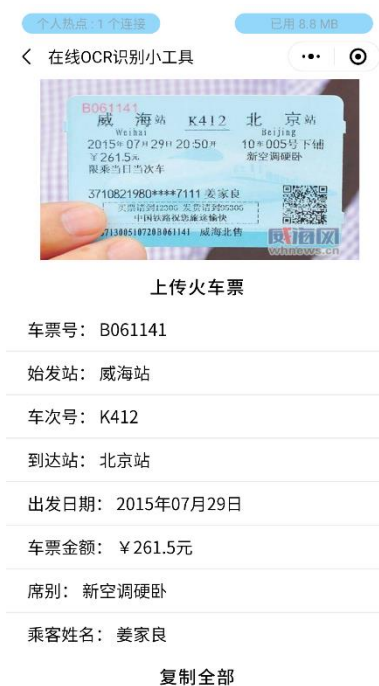 个人热点 : 1 个连接
已用 8.8 MB
在线OCR识别小工具
B061141
威 海站 K412 北 京站
Weihai Beijing
2015年07月29日20:50开 10车005号下铺
￥261.5元 新空调硬卧
限乘当日当次车
3710821980****7111 姜家良
买票请到12306 发货请到95306
中国铁路祝您旅途愉快
威海北售
威海网
whnews.cn
上传火车票
车票号： B061141
始发站： 威海站
车次号： K412
到达站： 北京站
出发日期： 2015年07月29日
车票金额： ￥261.5元
席别： 新空调硬卧
乘客姓名： 姜家良
复制全部